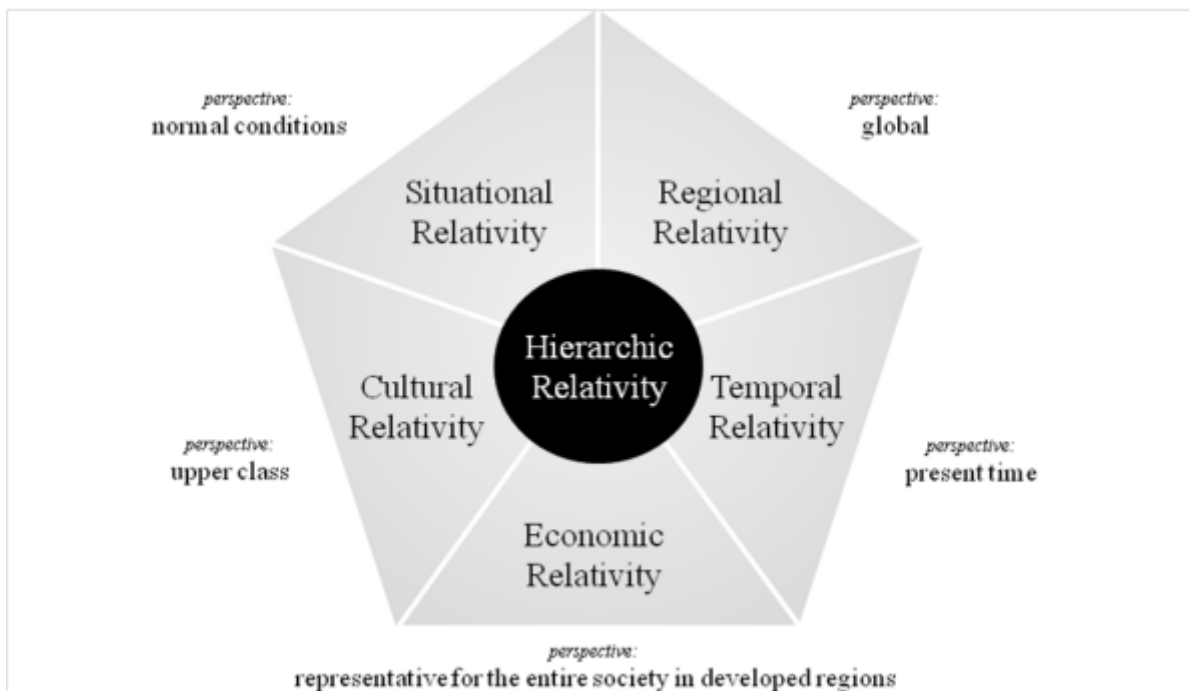 perspective:
normal conditions
perspective:
global
Situational
Relativity
Regional
Relativity
Hierarchic
Relativity
Cultural
Relativity
Temporal
Relativity
perspective:
upper class
perspective:
present time
Economic
Relativity
perspective:
representative for the entire society in developed regions